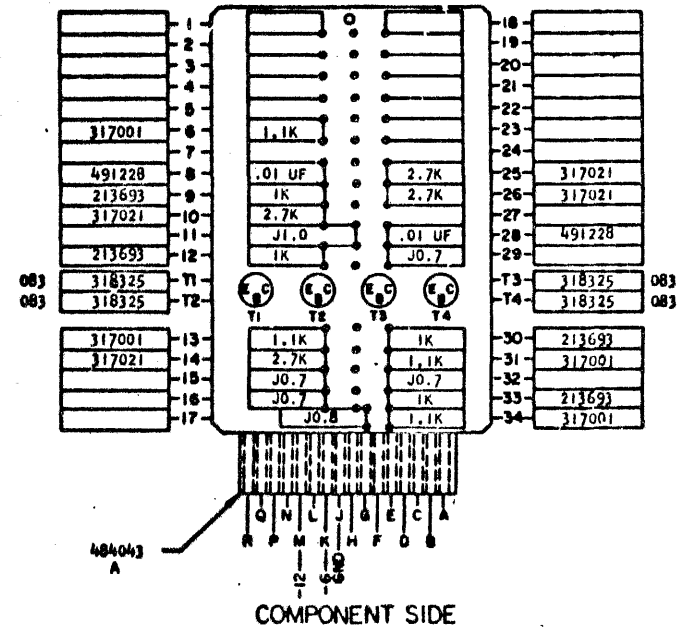 1 18
2 19
3 20
4 21
5 22
317001 6 1.1K 23
7 24
491228 8 .01 UF 2.7K 25 317021
213693 9 1K 2.7K 26 317021
317021 10 2.7K 27
11 J1.0 .01 UF 28 491228
213693 12 1K J0.7 29
083 318325 T1 E B C E B C E B C E B C T3 318325 083
083 318325 T2 T1 T2 T3 T4 T4 318325 083
317001 13 1.1K 1K 30 213693
317021 14 2.7K 1.1K 31 317001
15 J0.7 J0.7 32
16 J0.7 1K 33 213693
17 J0.8 1.1K 34 317001
Q N L J G E C A
R P M K H F D B
484043
A
-12 -6 GND
COMPONENT SIDE